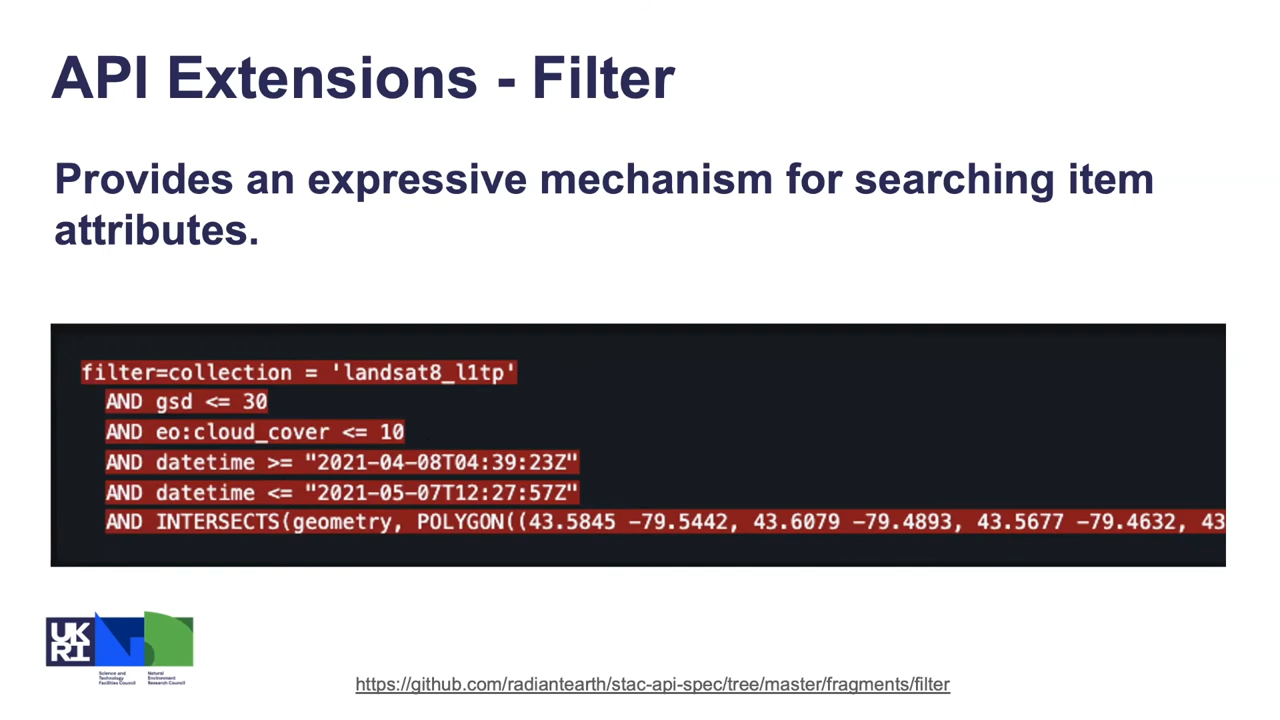 API Extensions - Filter
Provides an expressive mechanism for searching item
attributes.
filter=collection = 'landsat8_l1tp'
AND gsd <= 30
AND eo:cloud_cover <= 10
AND datetime >= "2021-04-08T04:39:23Z"
AND datetime <= "2021-05-07T12:27:57Z"
AND INTERSECTS(geometry, POLYGON((43.5845 -79.5442, 43.6079 -79.4893, 43.5677 -79.4632, 43
UK
RI
Science and
Technology
Facilities Council
Natural
Environment
Research Council
https://github.com/radiantearth/stac-api-spec/tree/master/fragments/filter